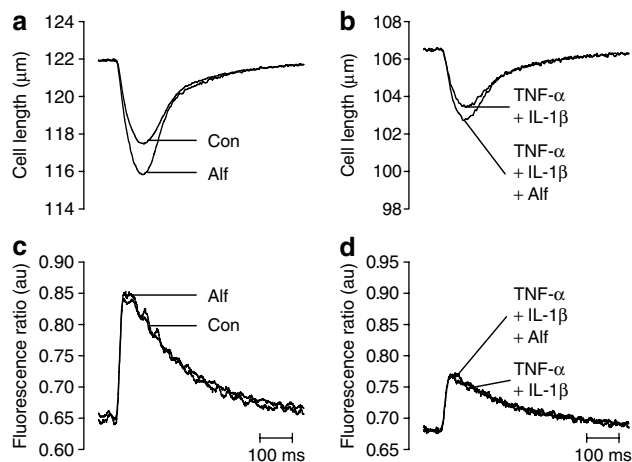 a
Cell length (μm)
124
122
120
118
116
114
Con
Alf
b
Cell length (μm)
108
106
104
102
100
98
TNF-α
+ IL-1β
TNF-α
+ IL-1β
+ Alf
c
Fluorescence ratio (au)
0.90
0.85
0.80
0.75
0.70
0.65
0.60
Alf
Con
100 ms
d
Fluorescence ratio (au)
0.95
0.90
0.85
0.80
0.75
0.70
0.65
TNF-α
+ IL-1β
+ Alf
TNF-α
+ IL-1β
100 ms